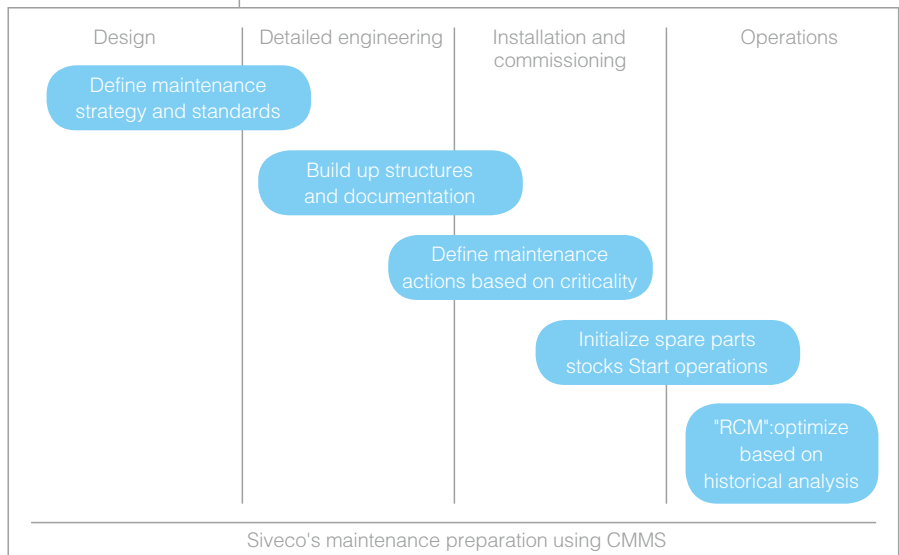 Design
Detailed engineering
Installation and
commissioning
Operations
Define maintenance
strategy and standards
Build up structures
and documentation
Define maintenance
actions based on criticality
Initialize spare parts
stocks Start operations
"RCM":optimize
based on
historical analysis
Siveco's maintenance preparation using CMMS